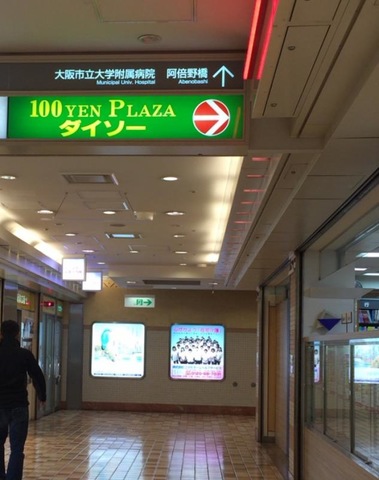 大阪市立大学附属病院 阿倍野橋
Municipal Univ. Hospital Abenobashi
100 YEN PLAZA
ダイソー